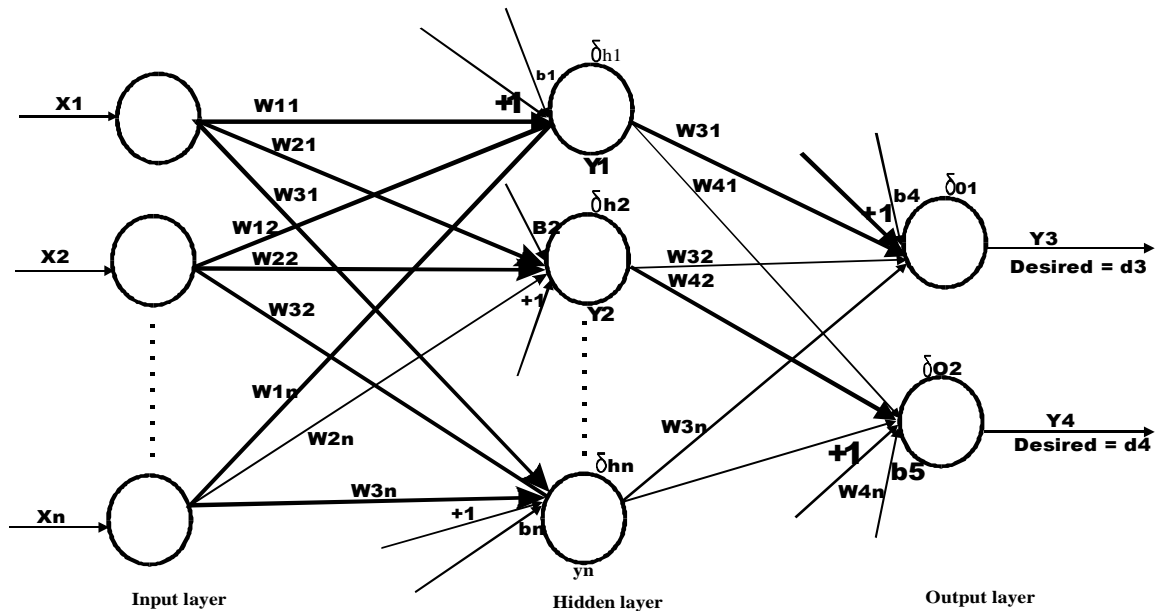 X1
W11
W21
W31
W12
X2
W22
W32
W1n
W2n
W3n
Xn
b1
+1
δh1
Y1
B2
+1
δh2
Y2
δhn
+1
bn
yn
W31
W41
W32
W42
W3n
W4n
b4
+1
δ01
Y3
Desired = d3
δO2
+1
b5
Y4
Desired = d4
Input layer
Hidden layer
Output layer